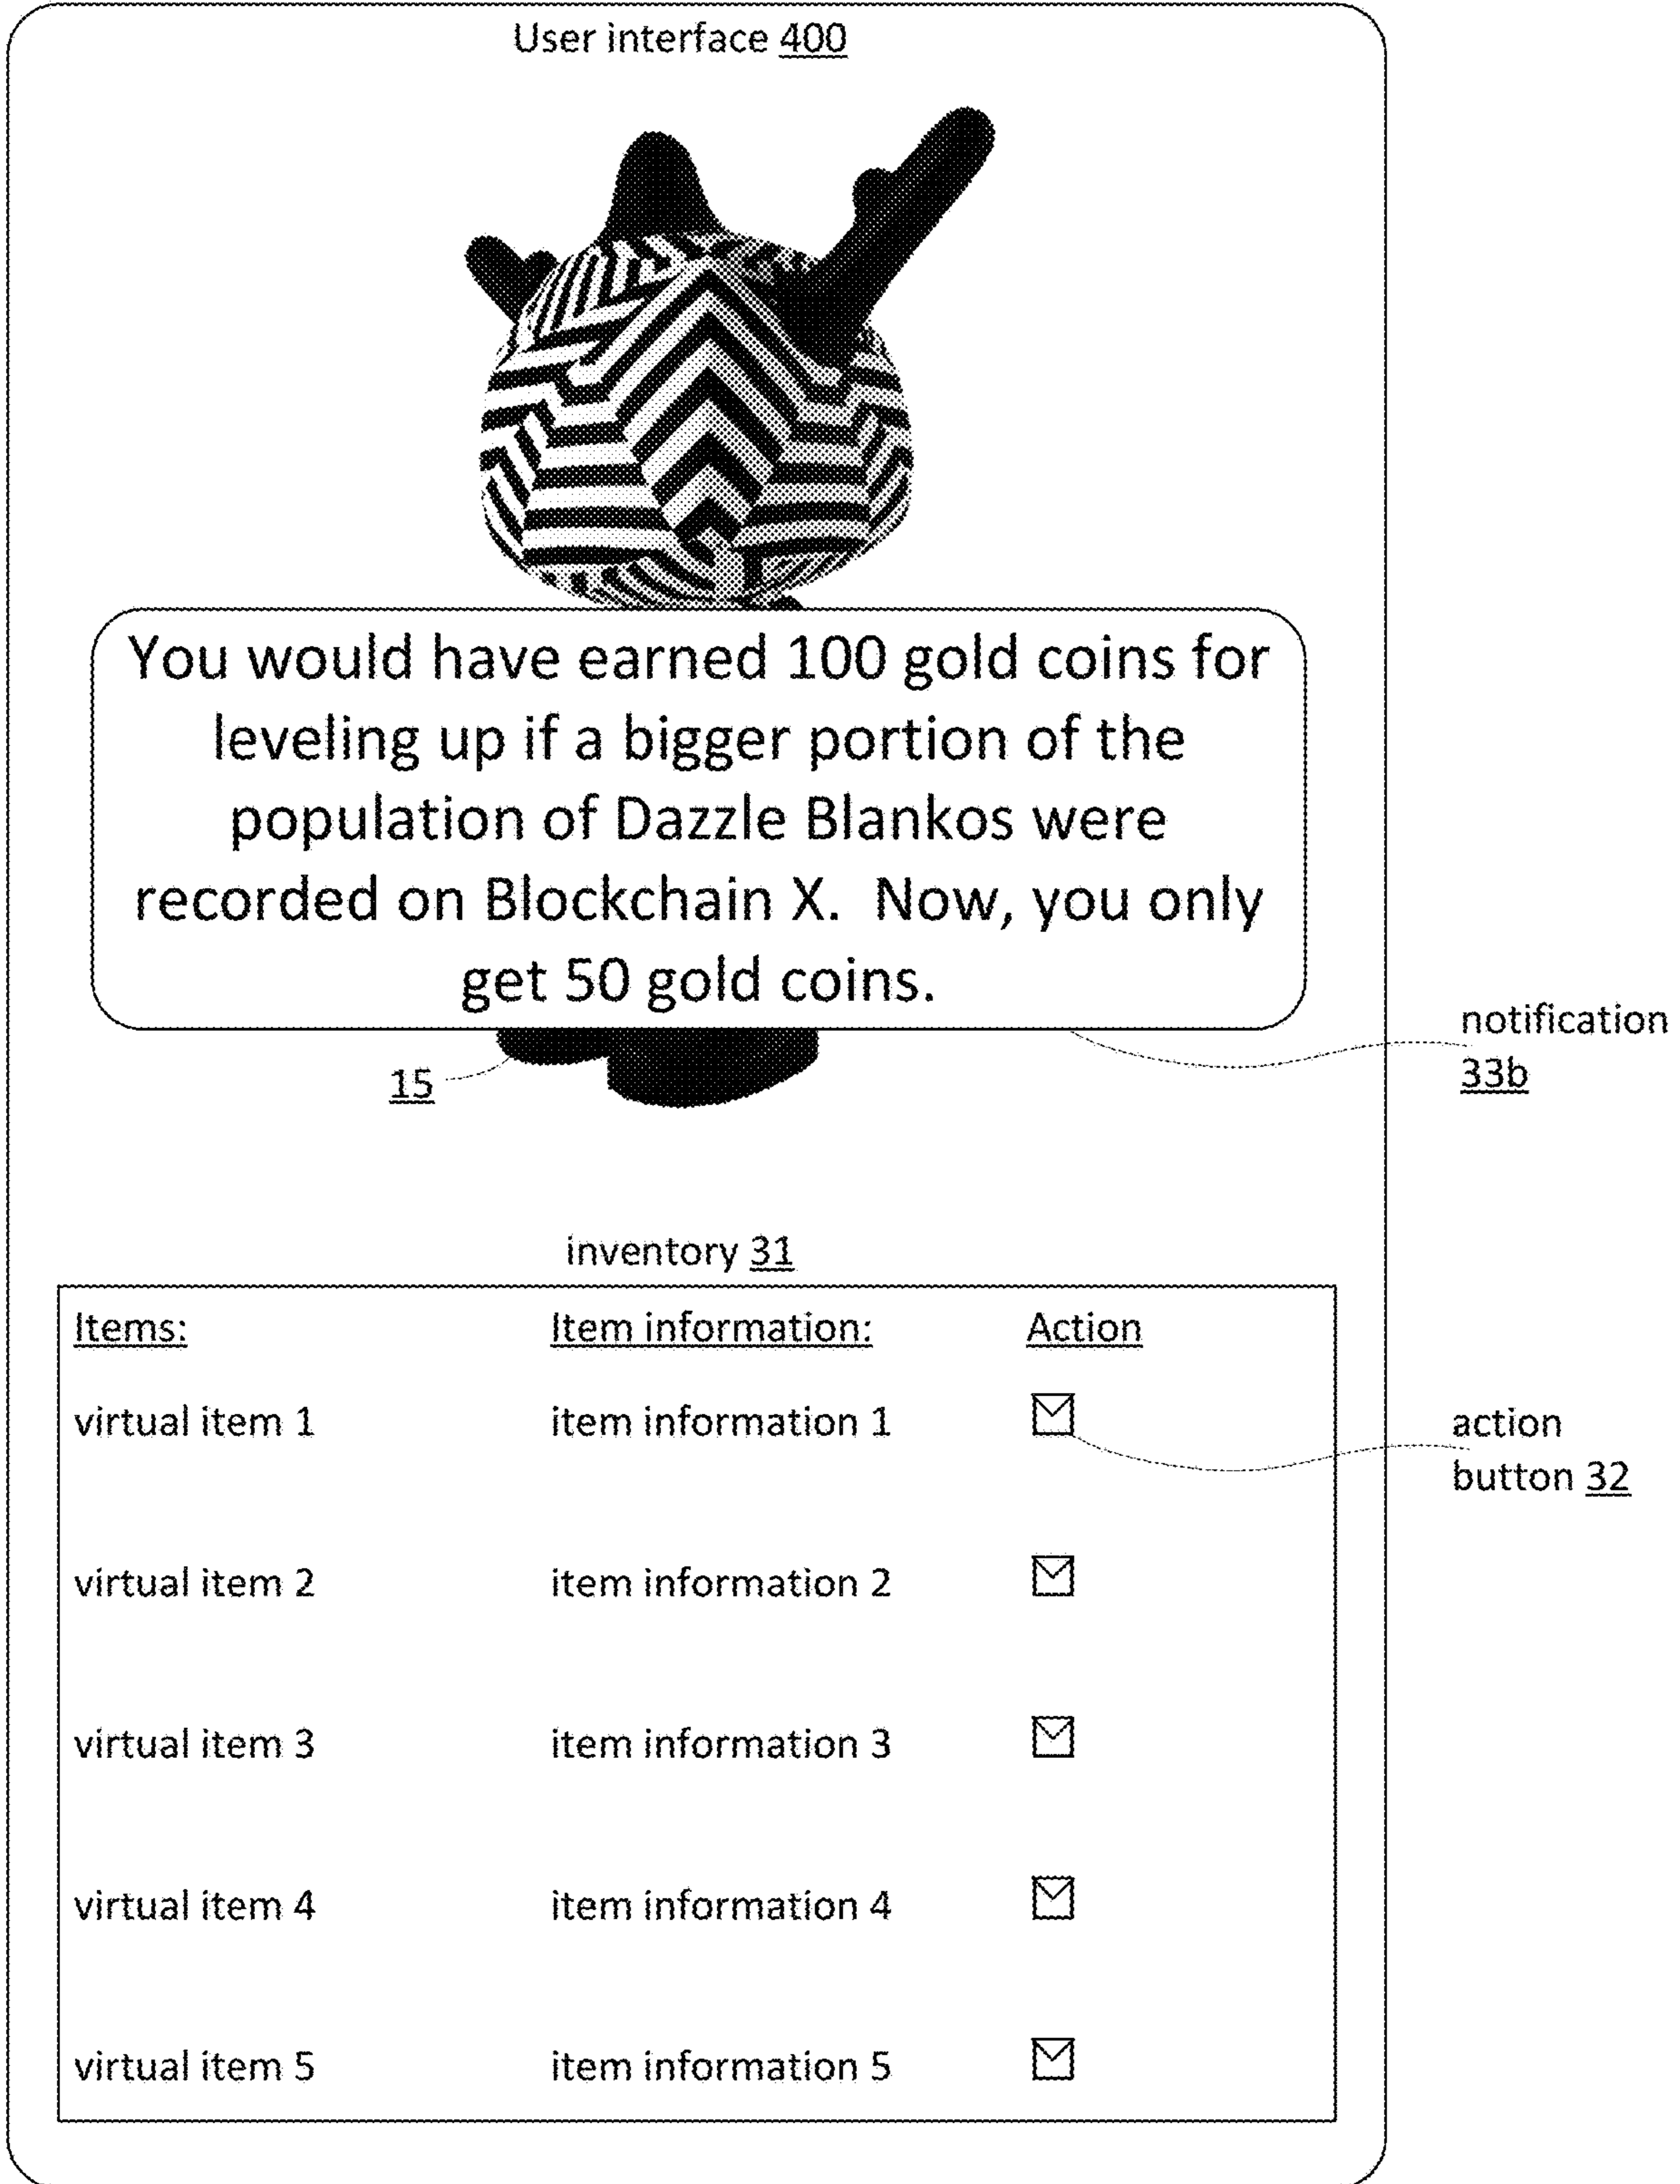 User interface 400
You would have earned 100 gold coins for
leveling up if a bigger portion of the
population of Dazzle Blankos were
recorded on Blockchain X.  Now, you only
get 50 gold coins.
notification
33b
15
inventory 31
Items: Item information: Action
virtual item 1 item information 1
action
button 32
virtual item 2 item information 2
virtual item 3 item information 3
virtual item 4 item information 4
virtual item 5 item information 5